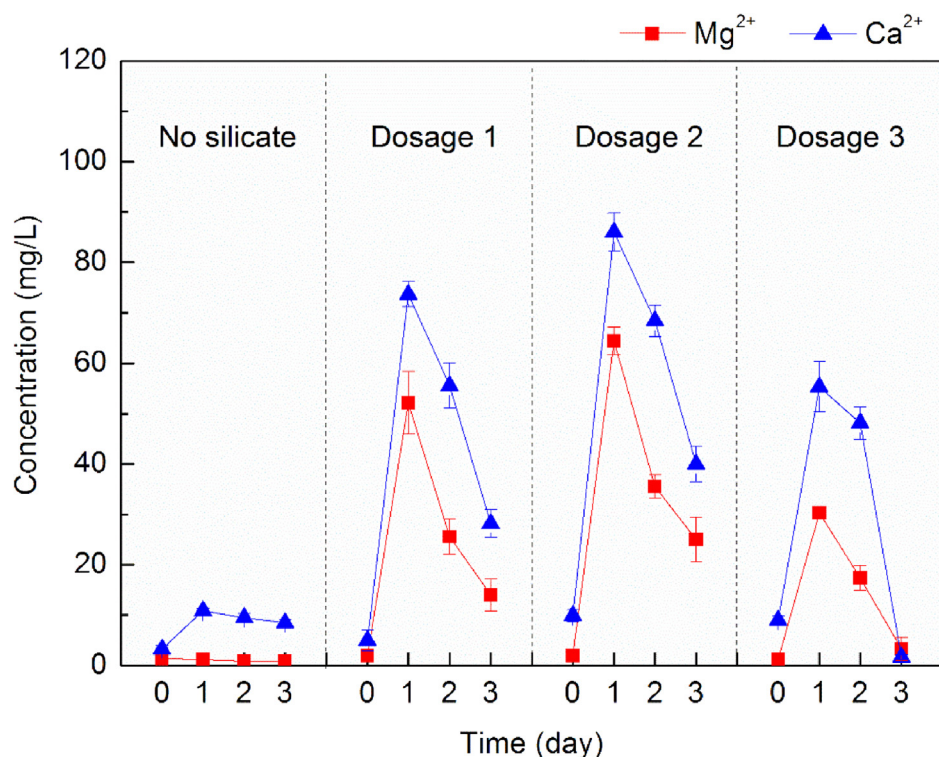 Mg²⁺ Ca²⁺
120
No silicate Dosage 1 Dosage 2 Dosage 3
100
80
60
40
20
0
Concentration (mg/L)
0 1 2 3 0 1 2 3 0 1 2 3 0 1 2 3
Time (day)